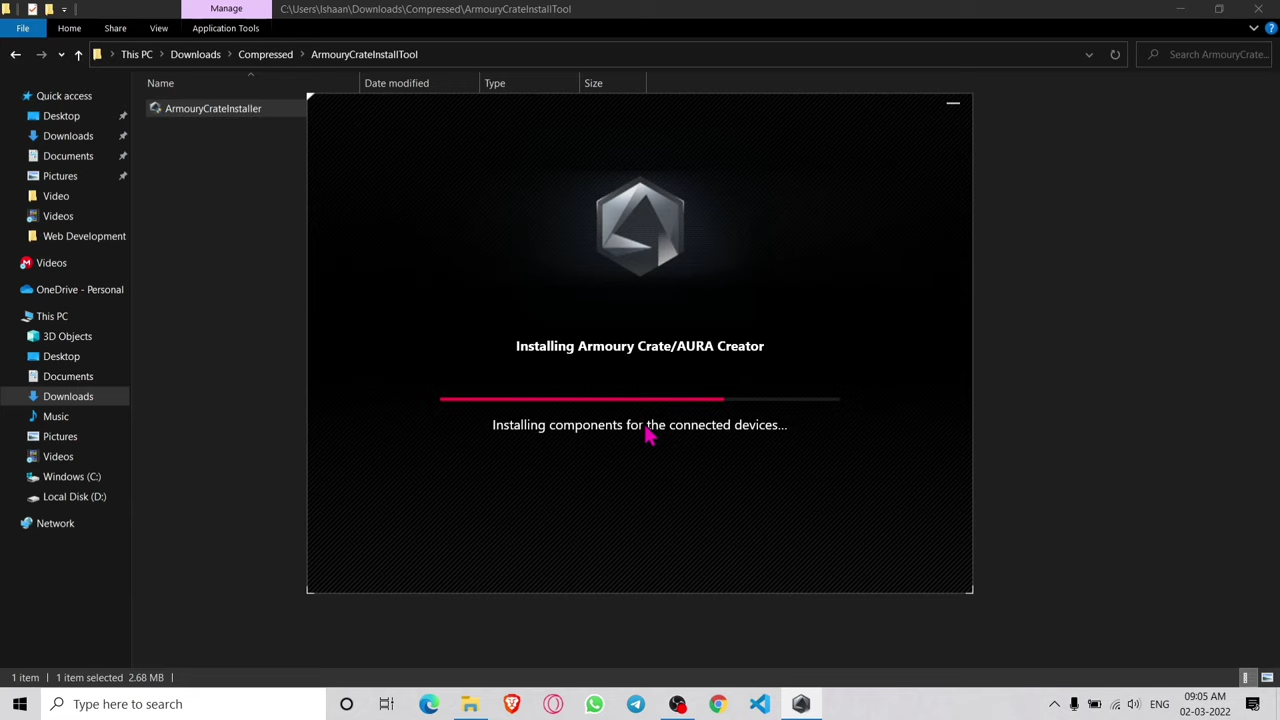 Manage
C:\Users\Ishaan\Downloads\Compressed\ArmouryCrateInstallTool
File
Home
Share
View
Application Tools
This PC
Downloads
Compressed
ArmouryCrateInstallTool
Search ArmouryCrate...
Name
Date modified
Type
Size
ArmouryCrateInstaller
Quick access
Desktop
Downloads
Documents
Pictures
Video
Videos
Web Development
Videos
OneDrive - Personal
This PC
3D Objects
Desktop
Documents
Downloads
Music
Pictures
Videos
Windows (C:)
Local Disk (D:)
Network
Installing Armoury Crate/AURA Creator
Installing components for the connected devices...
1 item
1 item selected 2.68 MB
Type here to search
ENG
09:05 AM
02-03-2022